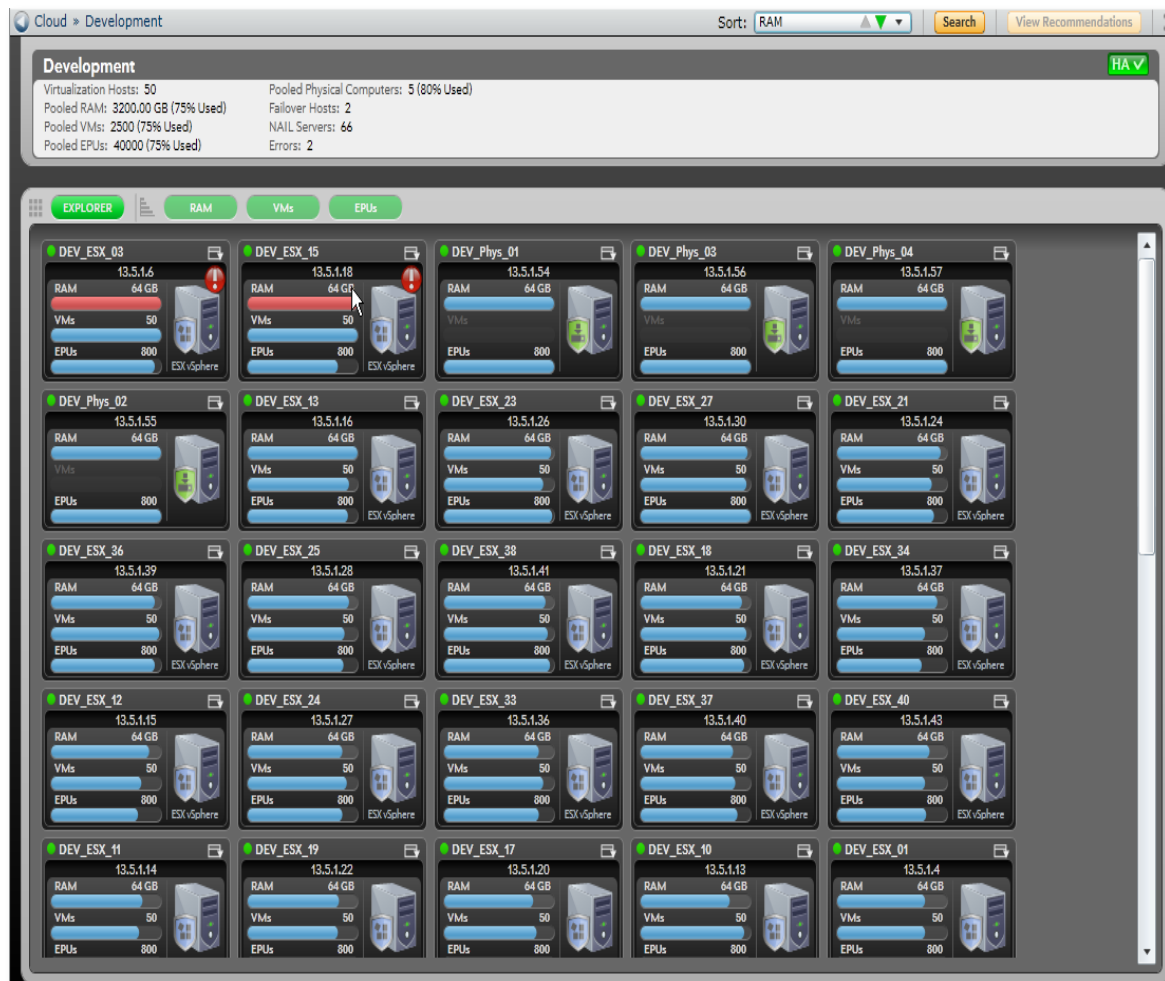 Cloud » Development
Sort: RAM
Search
View Recommendations
Development
HA
Virtualization Hosts: 50
Pooled RAM: 3200.00 GB (75% Used)
Pooled VMs: 2500 (75% Used)
Pooled EPUs: 40000 (75% Used)
Pooled Physical Computers: 5 (80% Used)
Failover Hosts: 2
NAIL Servers: 66
Errors: 2
EXPLORER RAM VMs EPUs
DEV_ESX_03 DEV_ESX_15 DEV_Phys_01 DEV_Phys_03 DEV_Phys_04
13.5.1.6 13.5.1.18 13.5.1.54 13.5.1.56 13.5.1.57
RAM 64 GB RAM 64 GB RAM 64 GB RAM 64 GB RAM 64 GB
VMs 50 VMs 50 VMs VMs VMs
EPUs 800 EPUs 800 EPUs 800 EPUs 800 EPUs 800
ESX vSphere ESX vSphere
DEV_Phys_02 DEV_ESX_13 DEV_ESX_23 DEV_ESX_27 DEV_ESX_21
13.5.1.55 13.5.1.16 13.5.1.26 13.5.1.30 13.5.1.24
RAM 64 GB RAM 64 GB RAM 64 GB RAM 64 GB RAM 64 GB
VMs VMs 50 VMs 50 VMs 50 VMs 50
EPUs 800 EPUs 800 EPUs 800 EPUs 800 EPUs 800
ESX vSphere ESX vSphere ESX vSphere ESX vSphere
DEV_ESX_36 DEV_ESX_25 DEV_ESX_38 DEV_ESX_18 DEV_ESX_34
13.5.1.39 13.5.1.28 13.5.1.41 13.5.1.21 13.5.1.37
RAM 64 GB RAM 64 GB RAM 64 GB RAM 64 GB RAM 64 GB
VMs 50 VMs 50 VMs 50 VMs 50 VMs 50
EPUs 800 EPUs 800 EPUs 800 EPUs 800 EPUs 800
ESX vSphere ESX vSphere ESX vSphere ESX vSphere ESX vSphere
DEV_ESX_12 DEV_ESX_24 DEV_ESX_33 DEV_ESX_37 DEV_ESX_40
13.5.1.15 13.5.1.27 13.5.1.36 13.5.1.40 13.5.1.43
RAM 64 GB RAM 64 GB RAM 64 GB RAM 64 GB RAM 64 GB
VMs 50 VMs 50 VMs 50 VMs 50 VMs 50
EPUs 800 EPUs 800 EPUs 800 EPUs 800 EPUs 800
ESX vSphere ESX vSphere ESX vSphere ESX vSphere ESX vSphere
DEV_ESX_11 DEV_ESX_19 DEV_ESX_17 DEV_ESX_10 DEV_ESX_01
13.5.1.14 13.5.1.22 13.5.1.20 13.5.1.13 13.5.1.4
RAM 64 GB RAM 64 GB RAM 64 GB RAM 64 GB RAM 64 GB
VMs 50 VMs 50 VMs 50 VMs 50 VMs 50
EPUs 800 EPUs 800 EPUs 800 EPUs 800 EPUs 800